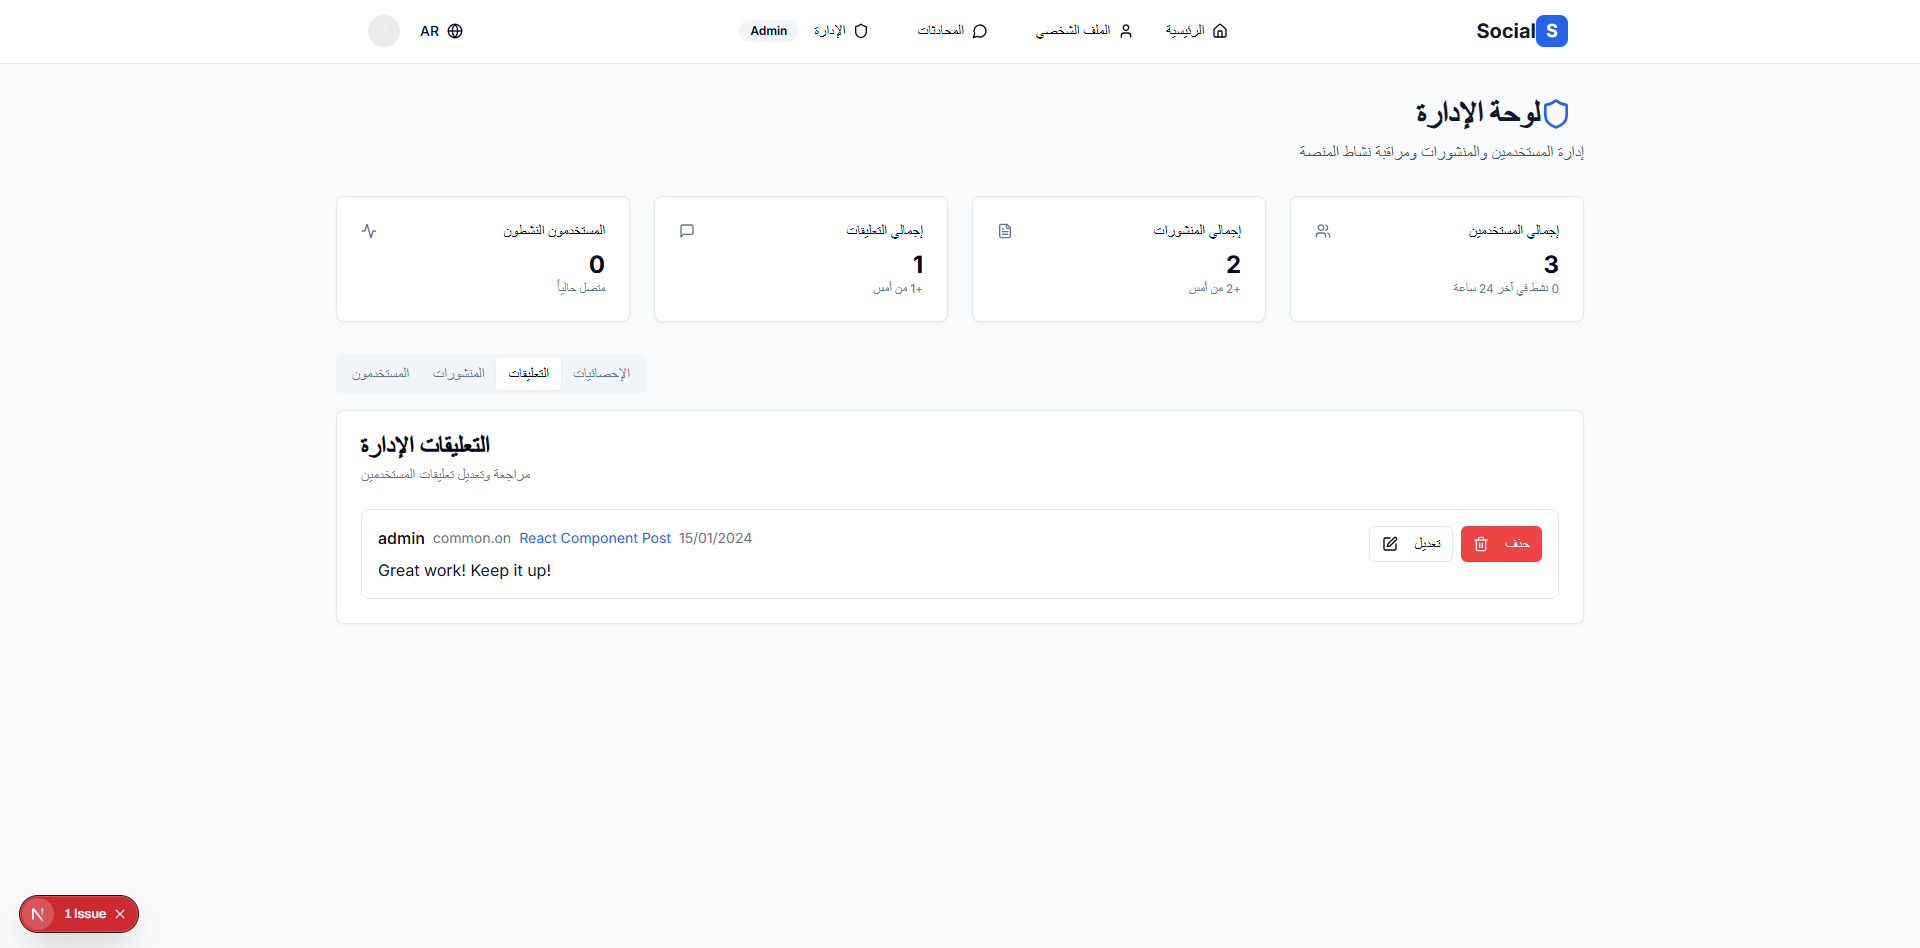 Social S
الرئيسية
الملف الشخصي
المحادثات
الإدارة
Admin
AR
لوحة الإدارة
إدارة المستخدمين والمنشورات ومراقبة نشاط المنصة
إجمالي المستخدمين
3
0 نشط في آخر 24 ساعة
إجمالي المنشورات
2
+2 من أمس
إجمالي التعليقات
1
+1 من أمس
المستخدمون النشطون
0
متصل حالياً
الإحصائيات
التعليقات
المنشورات
المستخدمون
التعليقات الإدارة
مراجعة وتعديل تعليقات المستخدمين
admin common.on React Component Post 15/01/2024
Great work! Keep it up!
تعديل
حذف
N 1 Issue